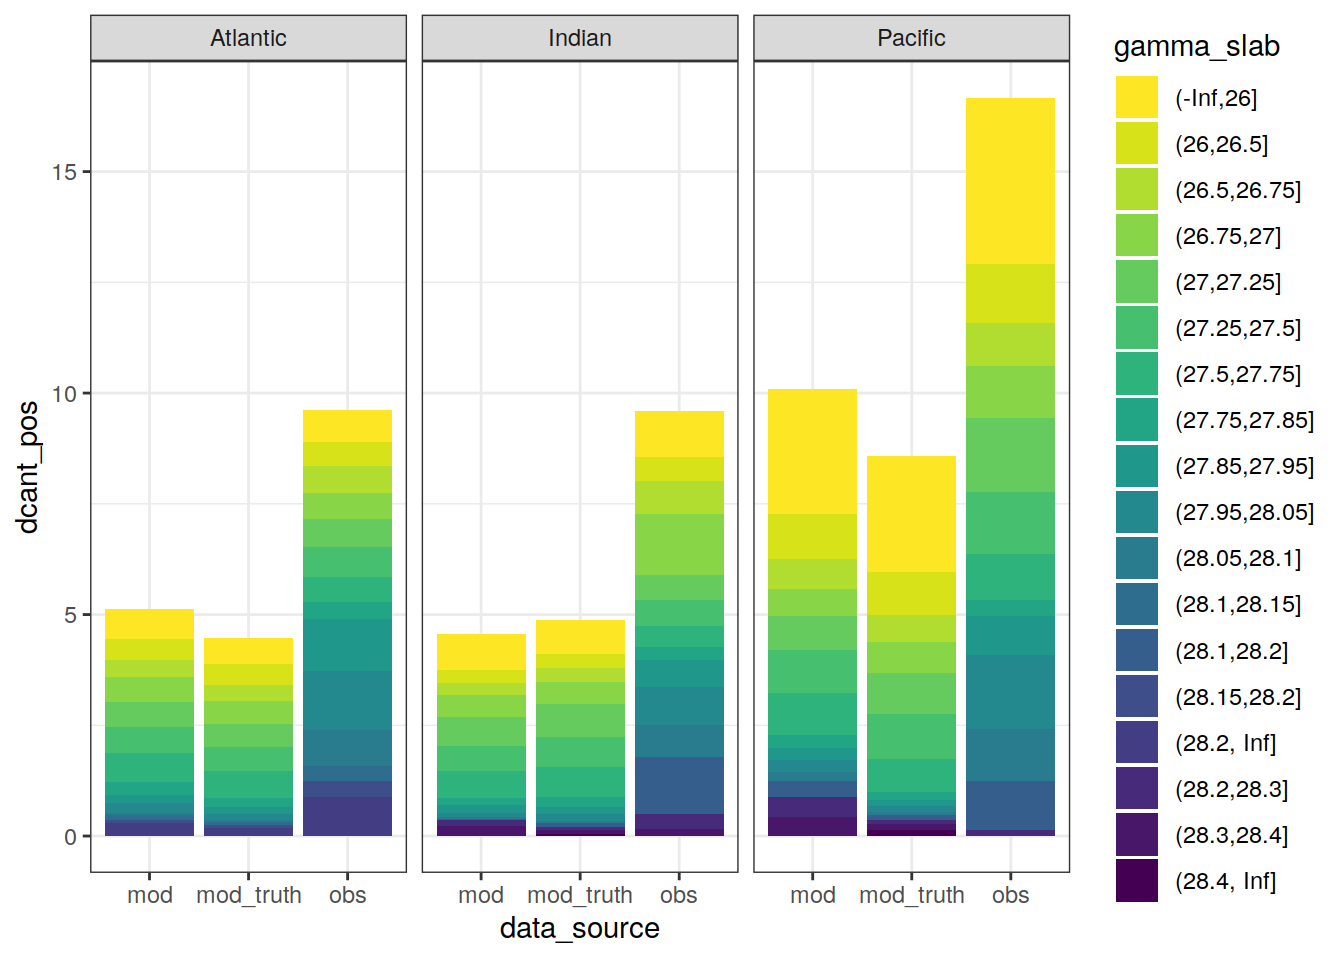 Atlantic
Indian
Pacific
dcant_pos
15
10
5
0
mod
mod_truth
obs
mod
mod_truth
obs
mod
mod_truth
obs
data_source
gamma_slab
(-Inf,26]
(26,26.5]
(26.5,26.75]
(26.75,27]
(27,27.25]
(27.25,27.5]
(27.5,27.75]
(27.75,27.85]
(27.85,27.95]
(27.95,28.05]
(28.05,28.1]
(28.1,28.15]
(28.1,28.2]
(28.15,28.2]
(28.2, Inf]
(28.2,28.3]
(28.3,28.4]
(28.4, Inf]